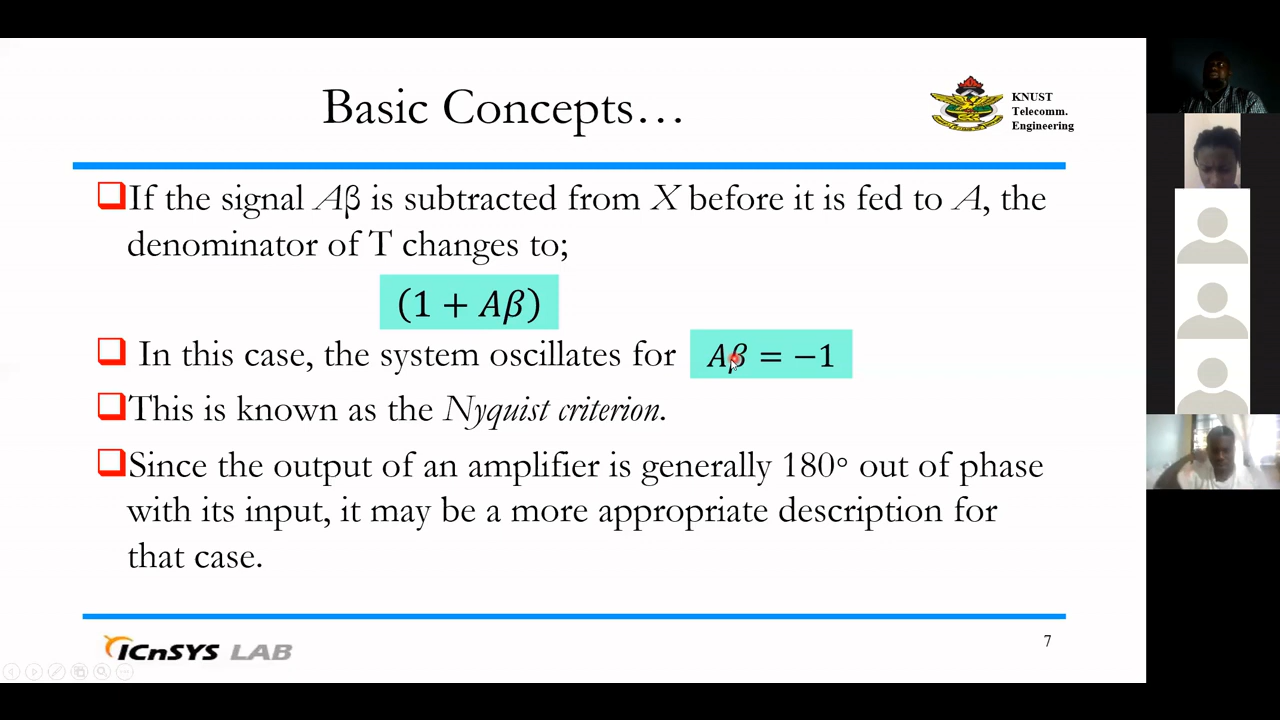 Basic Concepts...
KNUST
Telecomm.
Engineering
If the signal Aβ is subtracted from X before it is fed to A, the
denominator of T changes to;
(1 + Aβ)
In this case, the system oscillates for Aβ = −1
This is known as the Nyquist criterion.
Since the output of an amplifier is generally 180° out of phase
with its input, it may be a more appropriate description for
that case.
iCnSYS LAB
7